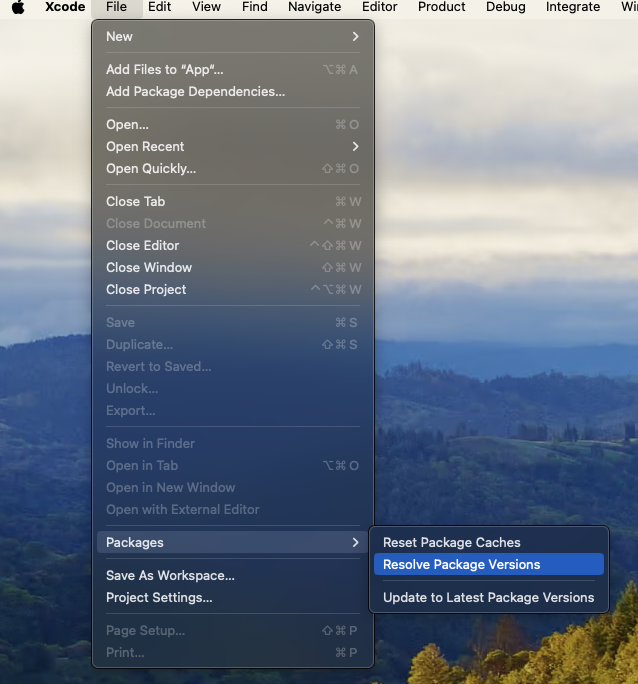 Xcode File Edit View Find Navigate Editor Product Debug Integrate
New
Add Files to “App”... ⌥⌘A
Add Package Dependencies...
Open... ⌘O
Open Recent
Open Quickly... ⇧⌘O
Close Tab ⌘W
Close Document ^⌘W
Close Editor ^⇧⌘W
Close Window ⇧⌘W
Close Project ^⌥⌘W
Save ⌘S
Duplicate... ⇧⌘S
Revert to Saved...
Unlock...
Export...
Show in Finder
Open in Tab ⌥⌘O
Open in New Window
Open with External Editor
Packages
Reset Package Caches
Resolve Package Versions
Update to Latest Package Versions
Save As Workspace...
Project Settings...
Page Setup... ⇧⌘P
Print... ⌘P